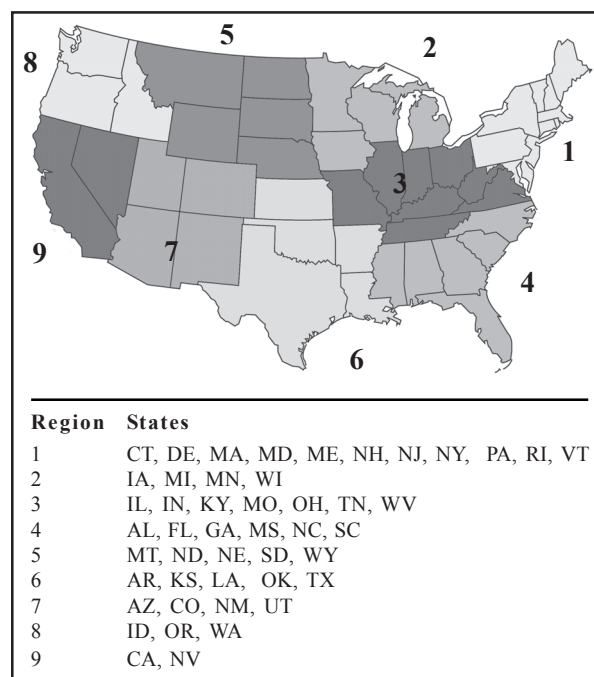 5
2
8
1
3
9
7
4
6
Region States
1 CT, DE, MA, MD, ME, NH, NJ, NY, PA, RI, VT
2 IA, MI, MN, WI
3 IL, IN, KY, MO, OH, TN, WV
4 AL, FL, GA, MS, NC, SC
5 MT, ND, NE, SD, WY
6 AR, KS, LA, OK, TX
7 AZ, CO, NM, UT
8 ID, OR, WA
9 CA, NV